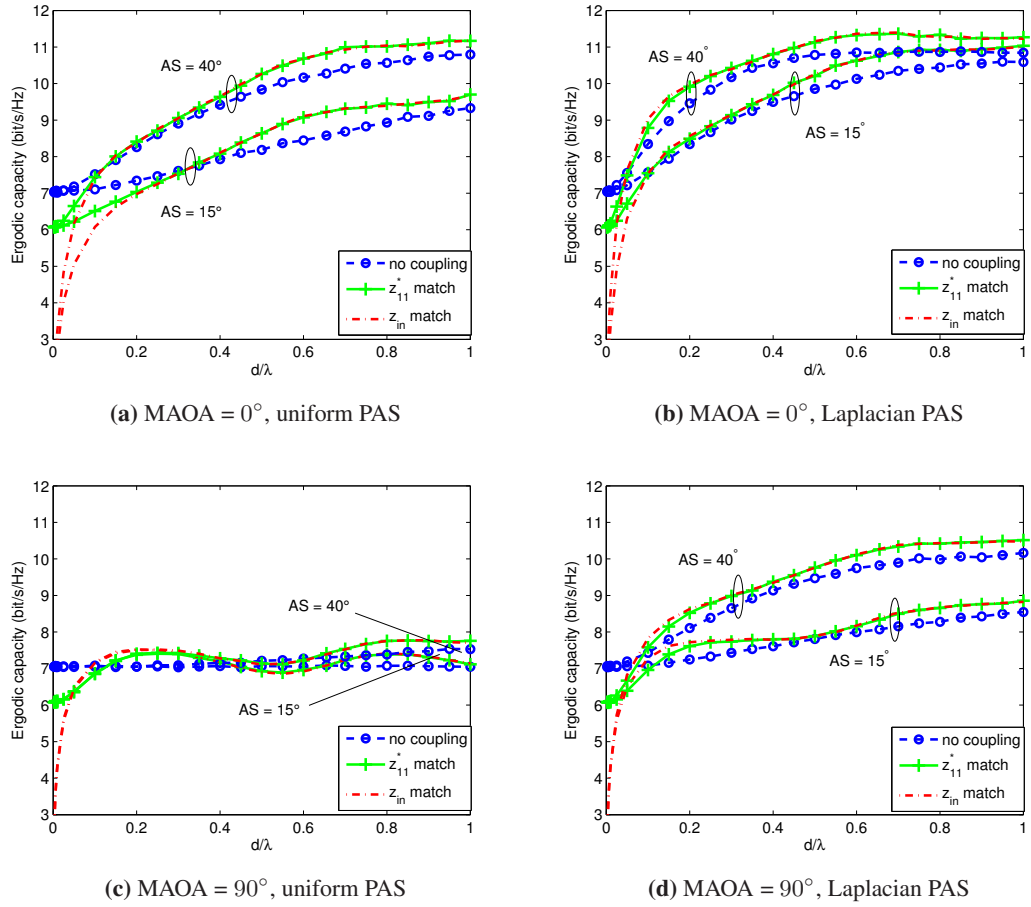 12
11
10
9
8
7
6
5
4
3
0
0.2
0.4
0.6
0.8
1
Ergodic capacity (bit/s/Hz)
d/λ
AS = 40°
AS = 15°
no coupling
z*11 match
zin match
(a) MAOA = 0°, uniform PAS
12
11
10
9
8
7
6
5
4
3
0
0.2
0.4
0.6
0.8
1
Ergodic capacity (bit/s/Hz)
d/λ
AS = 40°
AS = 15°
no coupling
z*11 match
zin match
(b) MAOA = 0°, Laplacian PAS
12
11
10
9
8
7
6
5
4
3
0
0.2
0.4
0.6
0.8
1
Ergodic capacity (bit/s/Hz)
d/λ
AS = 40°
AS = 15°
no coupling
z*11 match
zin match
(c) MAOA = 90°, uniform PAS
12
11
10
9
8
7
6
5
4
3
0
0.2
0.4
0.6
0.8
1
Ergodic capacity (bit/s/Hz)
d/λ
AS = 40°
AS = 15°
no coupling
z*11 match
zin match
(d) MAOA = 90°, Laplacian PAS